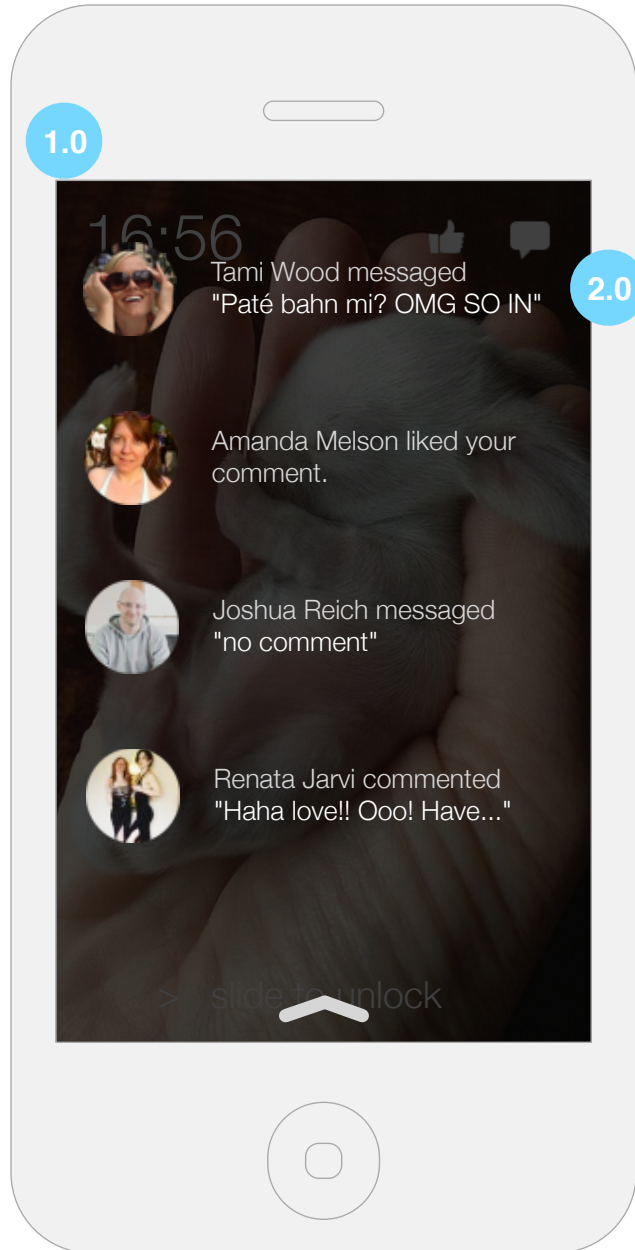 1.0
16:56
Tami Wood messaged
"Paté bahn mi? OMG SO IN"
2.0
Amanda Melson liked your
comment.
Joshua Reich messaged
"no comment"
Renata Jarvi commented
"Haha love!! Ooo! Have..."
> slide to unlock